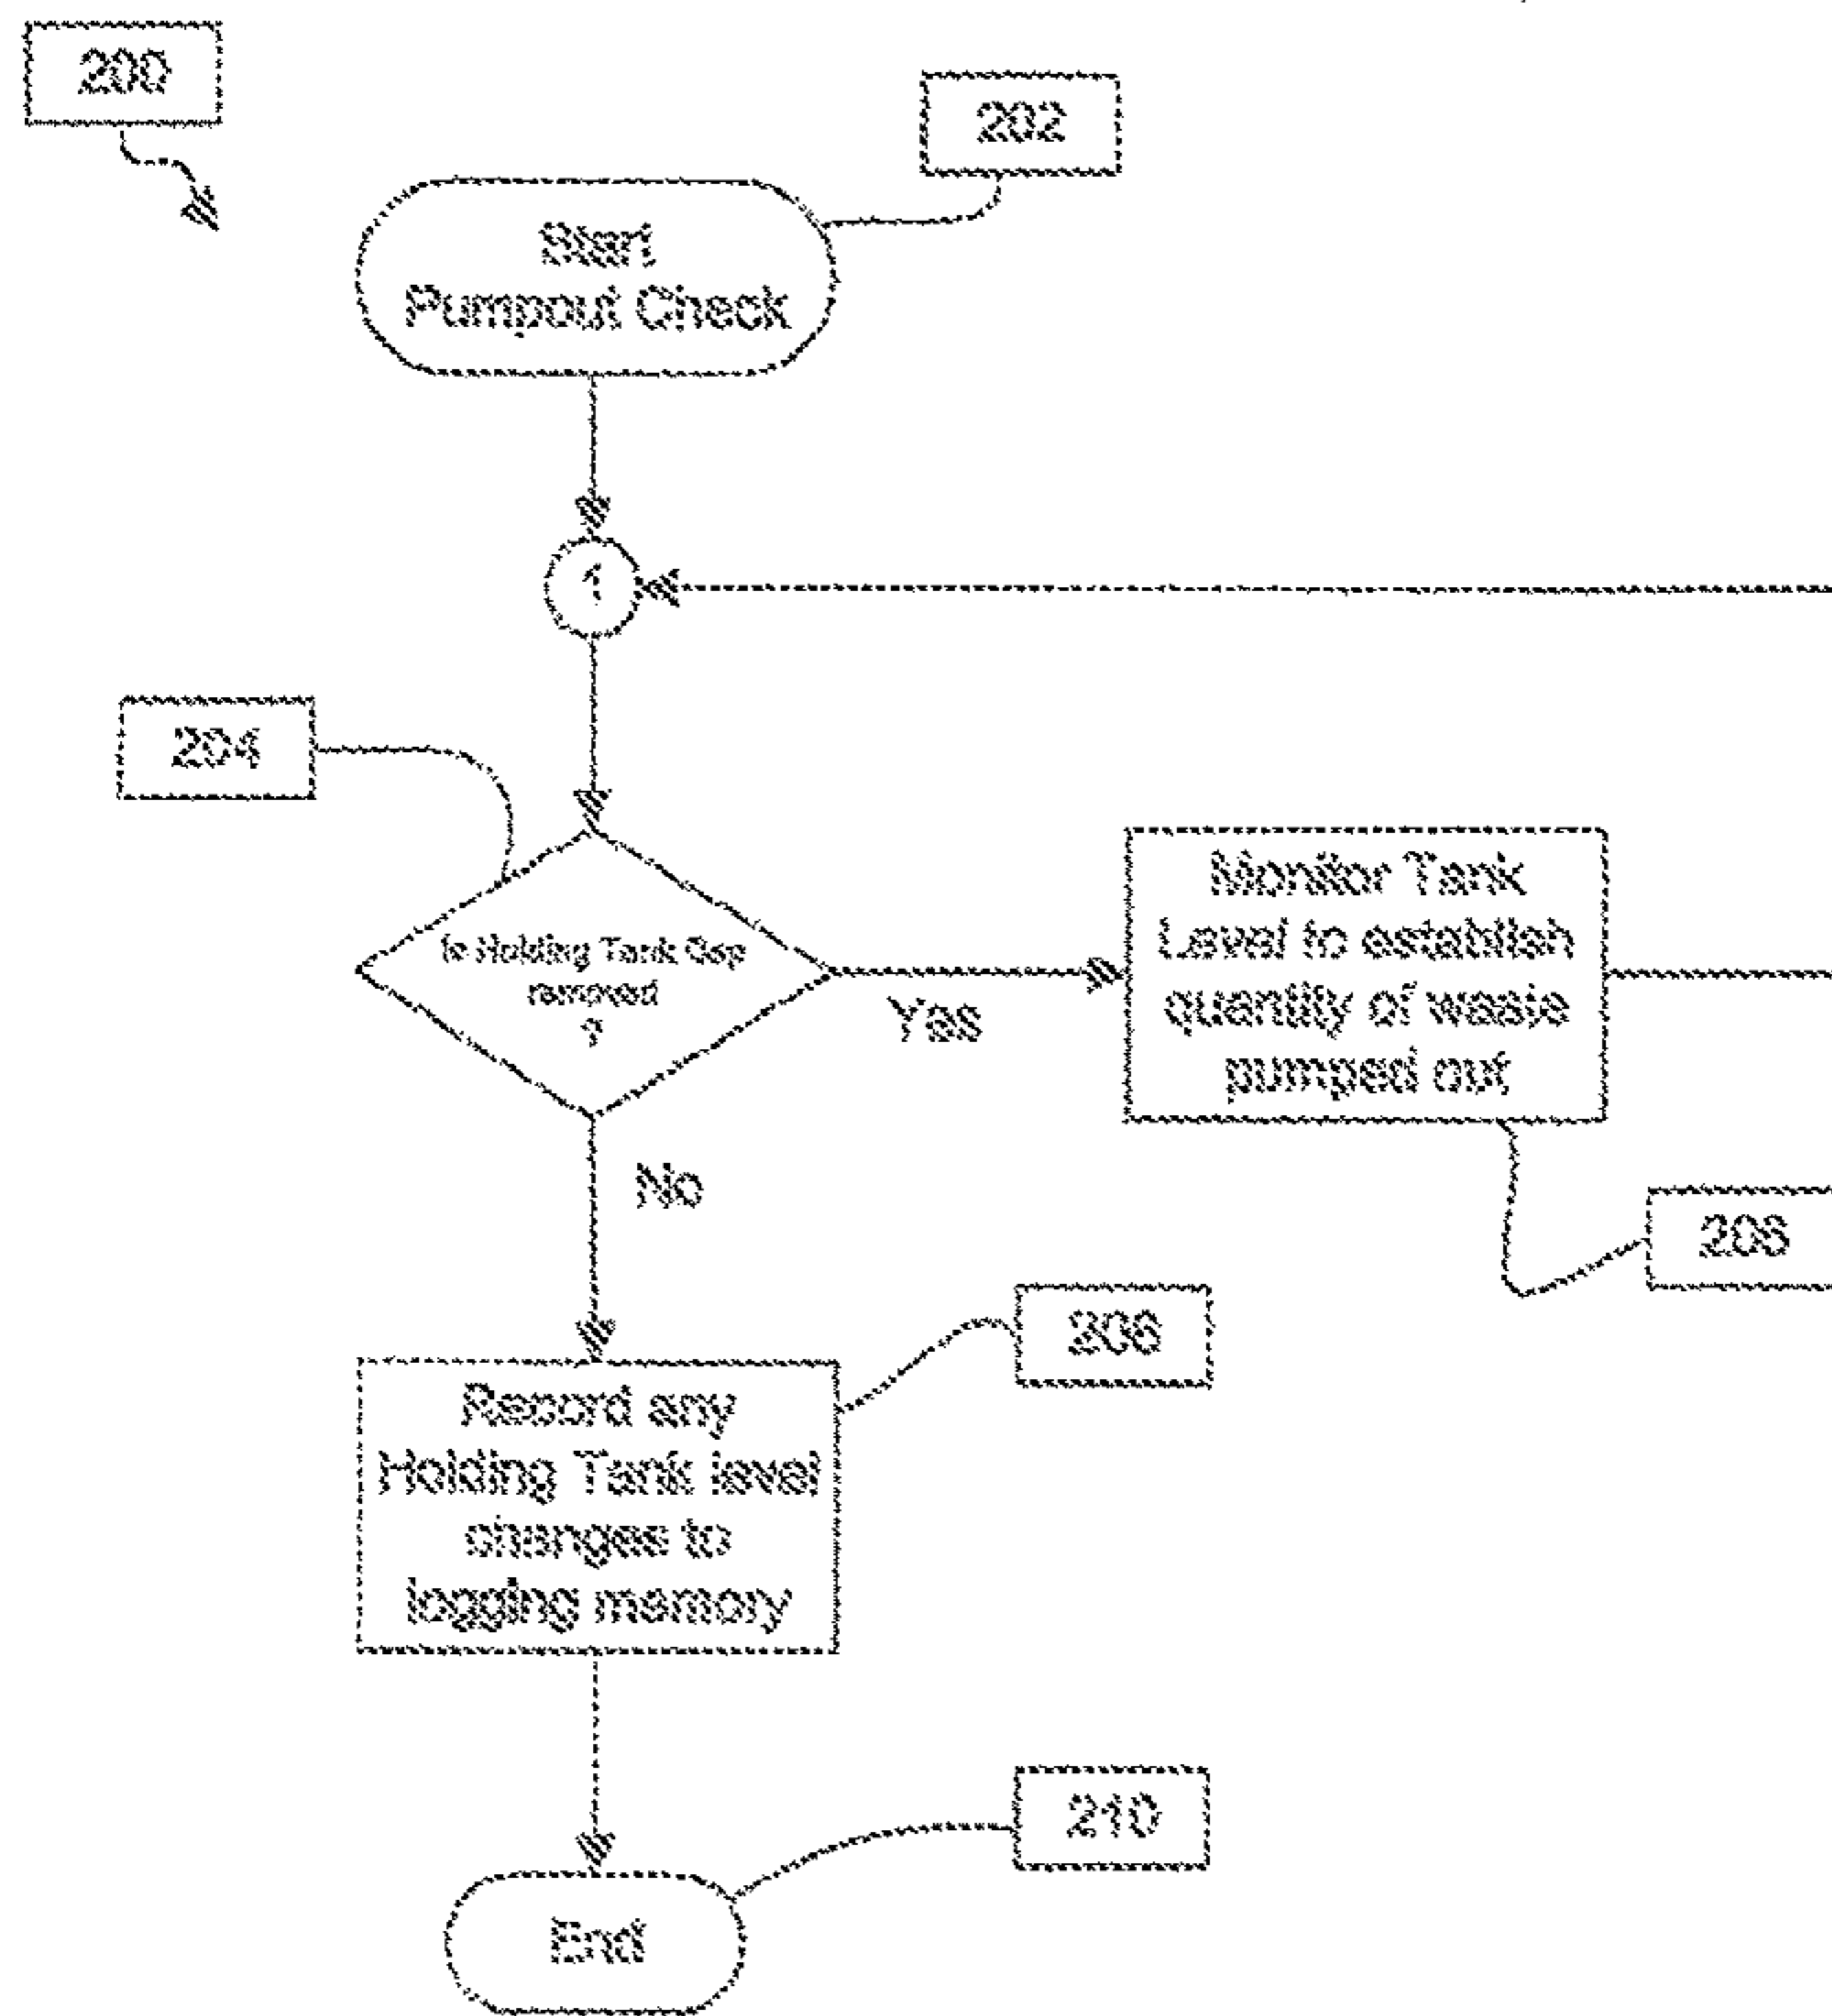 200
202
Start
Pumpout Check
1
204
Is Holding Tank Cap
removed
?
Yes
Monitor Tank
Level to establish
quantity of waste
pumped out
208
No
206
Record any
Holding Tank level
changes to
logging memory
210
End